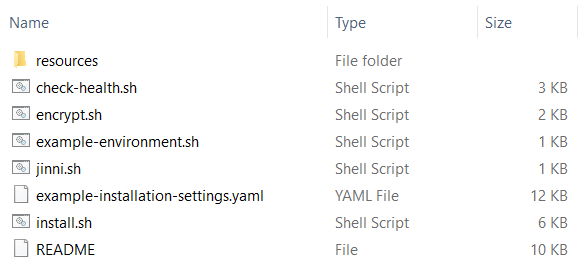 Name Type Size
resources File folder
check-health.sh Shell Script 3 KB
encrypt.sh Shell Script 2 KB
example-environment.sh Shell Script 1 KB
jinni.sh Shell Script 1 KB
example-installation-settings.yaml YAML File 12 KB
install.sh Shell Script 6 KB
README File 10 KB